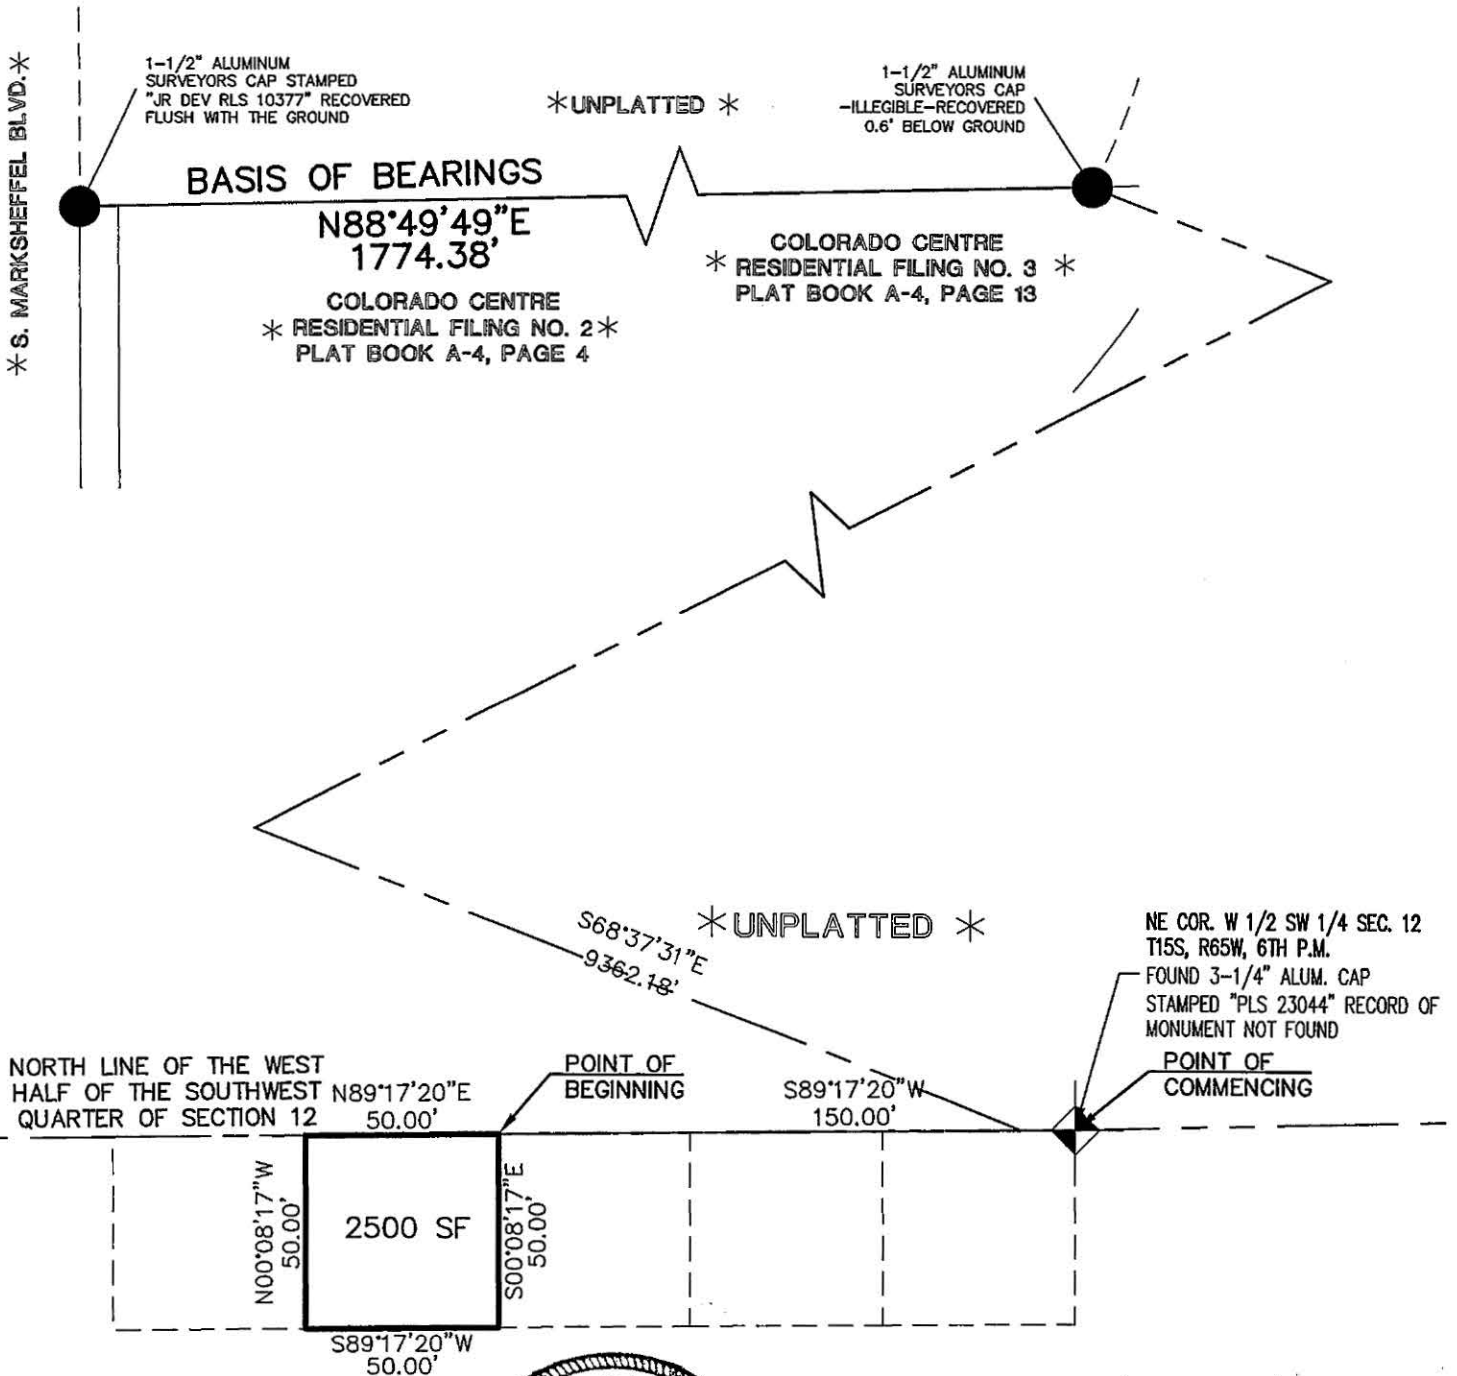 *S. MARKSHEFFEL BLVD.*
1-1/2" ALUMINUM
SURVEYORS CAP STAMPED
"JR DEV RLS 10377" RECOVERED
FLUSH WITH THE GROUND
*UNPLATTED *
1-1/2" ALUMINUM
SURVEYORS CAP
-ILLEGIBLE-RECOVERED
0.6' BELOW GROUND
BASIS OF BEARINGS
N88°49'49"E
1774.38'
COLORADO CENTRE
* RESIDENTIAL FILING NO. 2 *
PLAT BOOK A-4, PAGE 4
COLORADO CENTRE
* RESIDENTIAL FILING NO. 3 *
PLAT BOOK A-4, PAGE 13
S68°37'31"E
9362.18'
*UNPLATTED *
NE COR. W 1/2 SW 1/4 SEC. 12
T15S, R65W, 6TH P.M.
FOUND 3-1/4" ALUM. CAP
STAMPED "PLS 23044" RECORD OF
MONUMENT NOT FOUND
POINT OF
COMMENCING
NORTH LINE OF THE WEST
HALF OF THE SOUTHWEST
QUARTER OF SECTION 12
N89°17'20"E
50.00'
POINT OF
BEGINNING
S89°17'20"W
150.00'
N00°08'17"W
50.00'
2500 SF
S00°08'17"E
50.00'
S89°17'20"W
50.00'